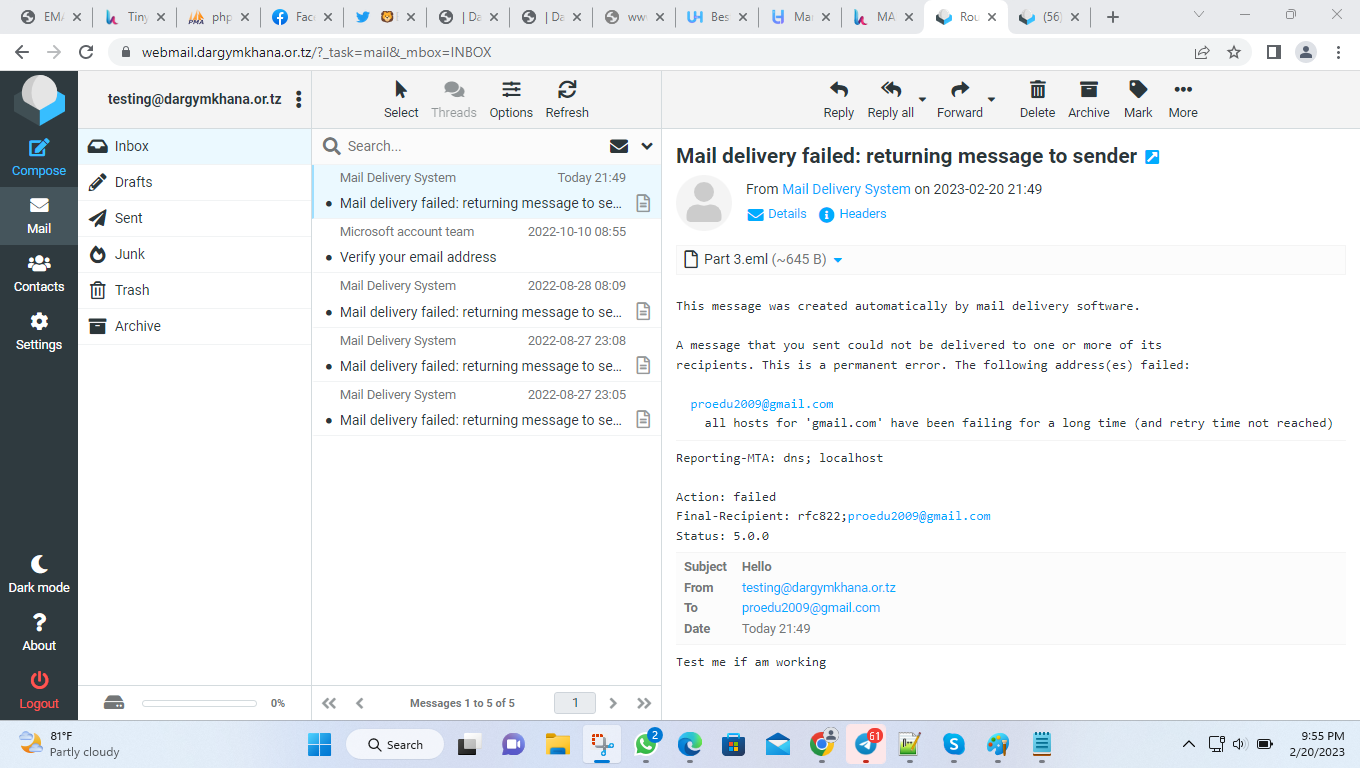 EMA
Tiny
php
Face
| Da
| Da
www
Bes
Mar
MA
Rou
(56)
webmail.dargymkhana.or.tz/?_task=mail&_mbox=INBOX
testing@dargymkhana.or.tz
Select
Threads
Options
Refresh
Reply
Reply all
Forward
Delete
Archive
Mark
More
Compose
Mail
Contacts
Settings
Dark mode
About
Logout
Inbox
Drafts
Sent
Junk
Trash
Archive
0%
Search...
Mail Delivery System Today 21:49
Mail delivery failed: returning message to se...
Microsoft account team 2022-10-10 08:55
Verify your email address
Mail Delivery System 2022-08-28 08:09
Mail delivery failed: returning message to se...
Mail Delivery System 2022-08-27 23:08
Mail delivery failed: returning message to se...
Mail Delivery System 2022-08-27 23:05
Mail delivery failed: returning message to se...
Messages 1 to 5 of 5
1
Mail delivery failed: returning message to sender
From Mail Delivery System on 2023-02-20 21:49
Details Headers
Part 3.eml (~645 B)
This message was created automatically by mail delivery software.
A message that you sent could not be delivered to one or more of its
recipients. This is a permanent error. The following address(es) failed:
proedu2009@gmail.com
all hosts for 'gmail.com' have been failing for a long time (and retry time not reached)
Reporting-MTA: dns; localhost
Action: failed
Final-Recipient: rfc822;proedu2009@gmail.com
Status: 5.0.0
Subject Hello
From testing@dargymkhana.or.tz
To proedu2009@gmail.com
Date Today 21:49
Test me if am working
81°F
Partly cloudy
Search
2
61
9:55 PM
2/20/2023